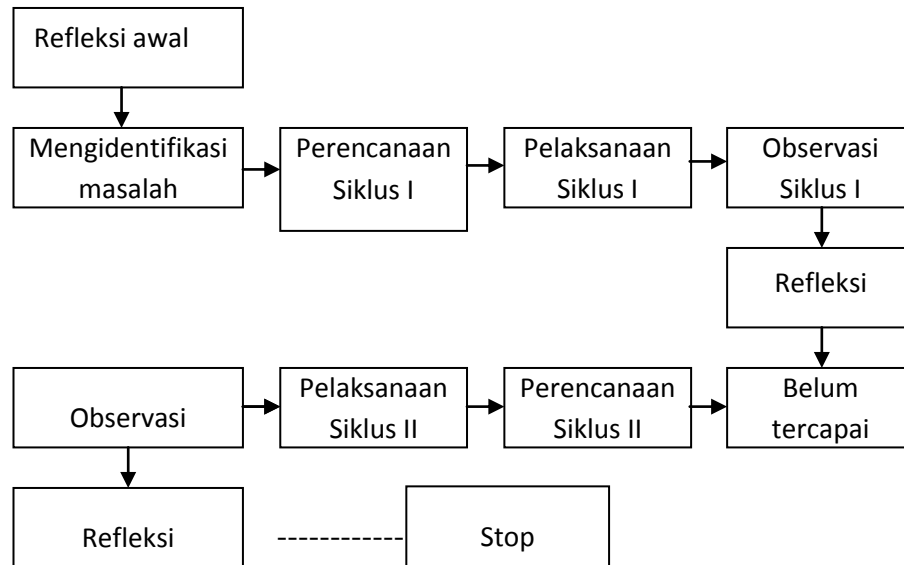 Refleksi awal
Mengidentifikasi
masalah
Perencanaan
Siklus I
Pelaksanaan
Siklus I
Observasi
Siklus I
Refleksi
Observasi
Pelaksanaan
Siklus II
Perencanaan
Siklus II
Belum
tercapai
Refleksi
Stop